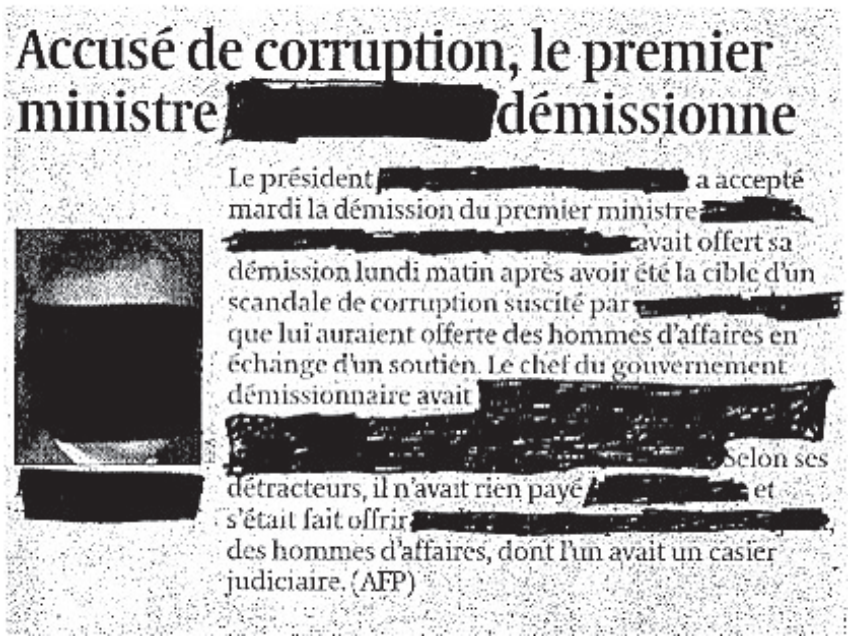 Accusé de corruption, le premier
ministre démissionne
Le président a accepté
mardi la démission du premier ministre
avait offert sa
démission lundi matin après avoir été la cible d'un
scandale de corruption suscité par
que lui auraient offerte des hommes d'affaires en
échange d'un soutien. Le chef du gouvernement
démissionnaire avait
Selon ses
détracteurs, il n'avait rien payé et
s'était fait offrir ,
des hommes d'affaires, dont l'un avait un casier
judiciaire. (AFP)